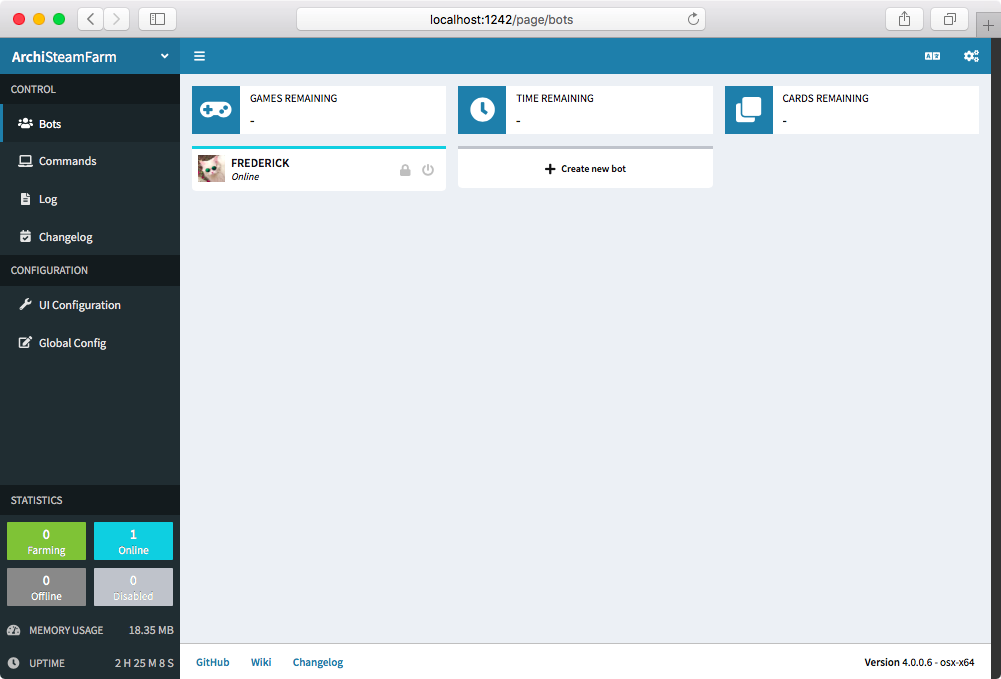 localhost:1242/page/bots
ArchiSteamFarm
CONTROL
Bots
Commands
Log
Changelog
CONFIGURATION
UI Configuration
Global Config
STATISTICS
0
Farming
1
Online
0
Offline
0
Disabled
MEMORY USAGE 18.35 MB
UPTIME 2 H 25 M 8 S
GAMES REMAINING
-
TIME REMAINING
-
CARDS REMAINING
-
FREDERICK
Online
Create new bot
GitHub Wiki Changelog
Version 4.0.0.6 - osx-x64